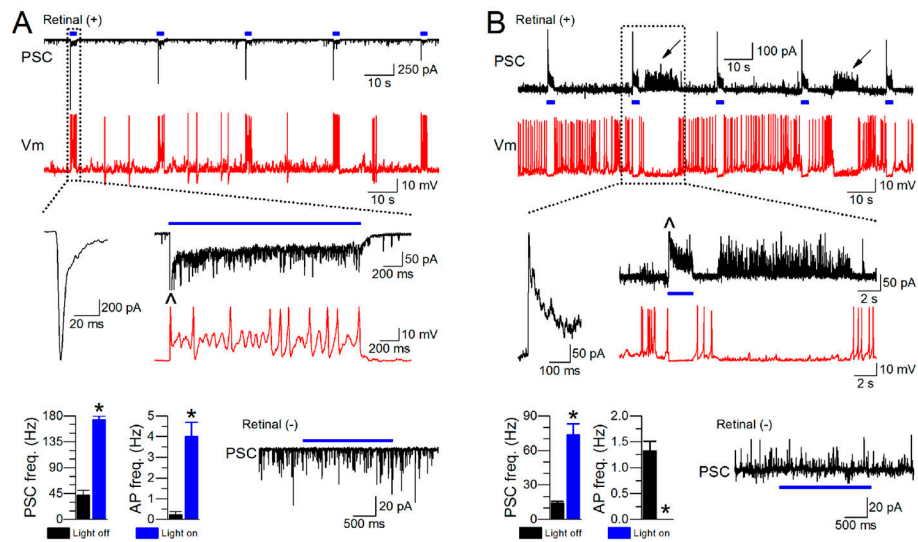 A
Retinal (+)
PSC
250 pA
10 s
Vm
10 mV
10 s
50 pA
200 ms
200 pA
20 ms
^
10 mV
200 ms
PSC freq. (Hz)
180
135
90
45
0
*
AP freq. (Hz)
5
4
3
2
1
0
*
Retinal (-)
PSC
20 pA
500 ms
Light off
Light on
B
Retinal (+)
PSC
100 pA
10 s
Vm
10 mV
10 s
^
50 pA
2 s
50 pA
100 ms
10 mV
2 s
PSC freq. (Hz)
90
60
30
0
*
AP freq. (Hz)
2.0
1.5
1.0
0.5
0.0
*
Retinal (-)
PSC
20 pA
500 ms
Light off
Light on